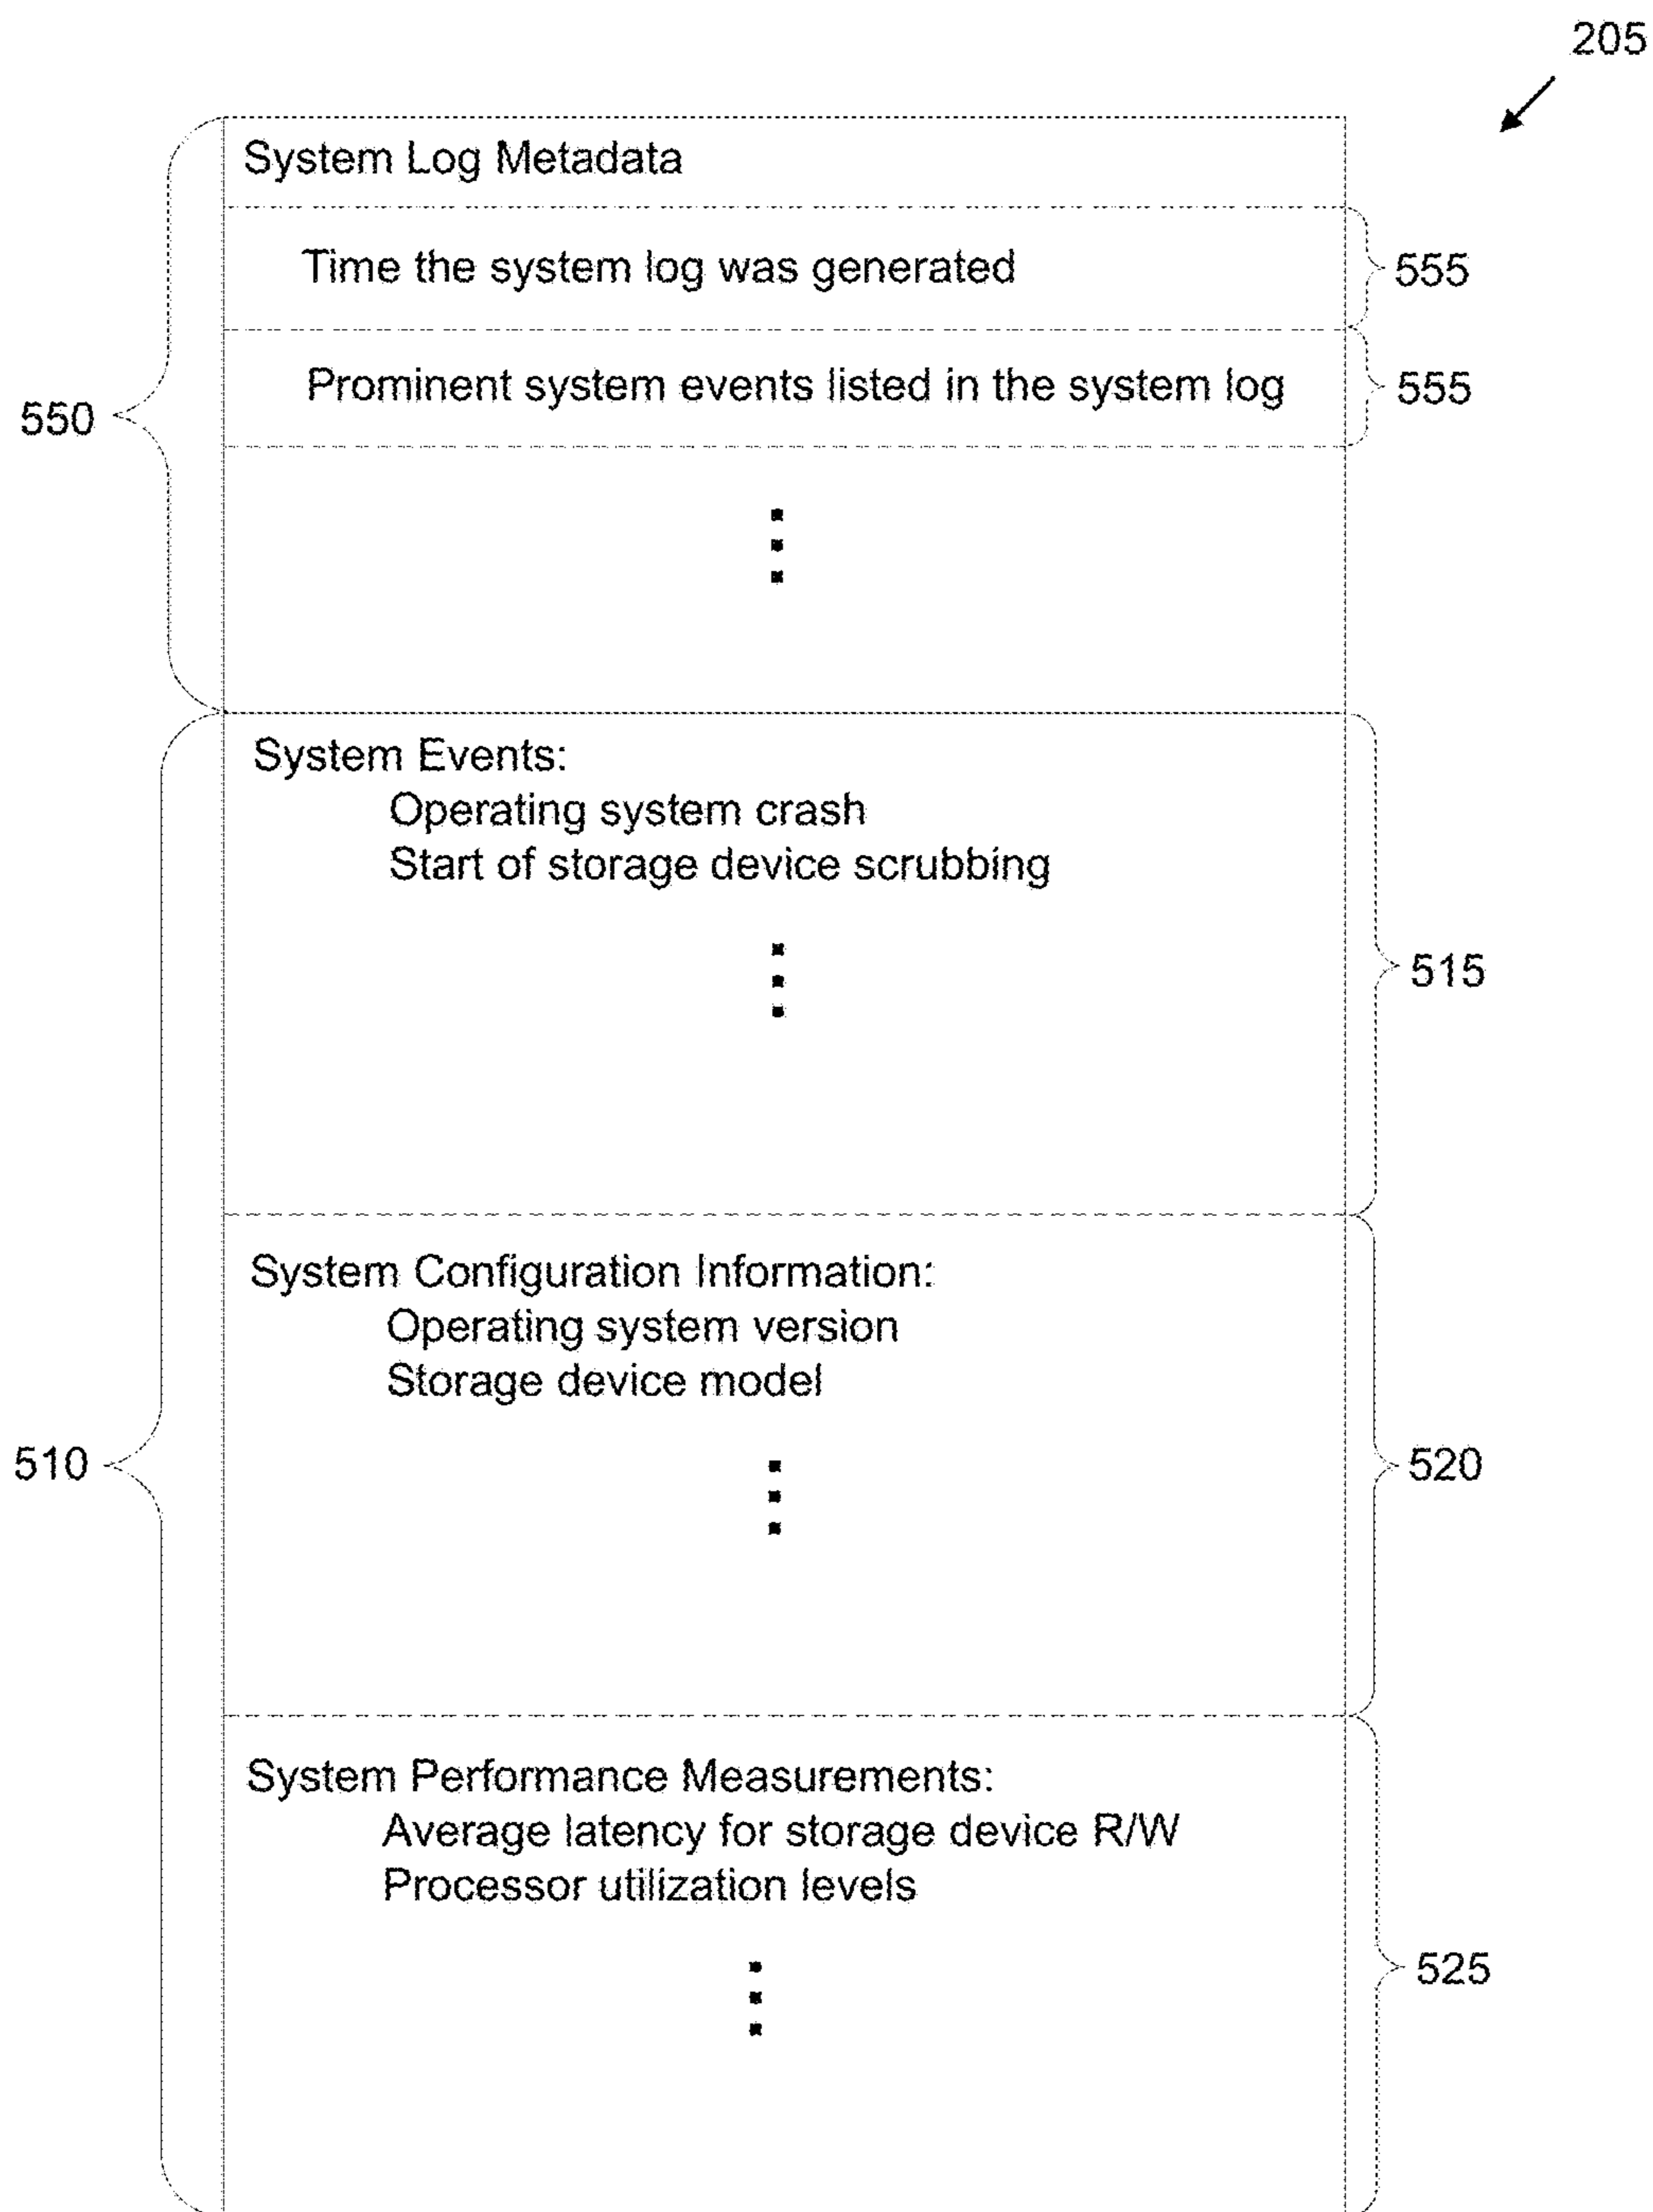 205
System Log Metadata
Time the system log was generated
555
Prominent system events listed in the system log
555
550
System Events:
Operating system crash
Start of storage device scrubbing
515
System Configuration Information:
Operating system version
Storage device model
510
520
System Performance Measurements:
Average latency for storage device R/W
Processor utilization levels
525